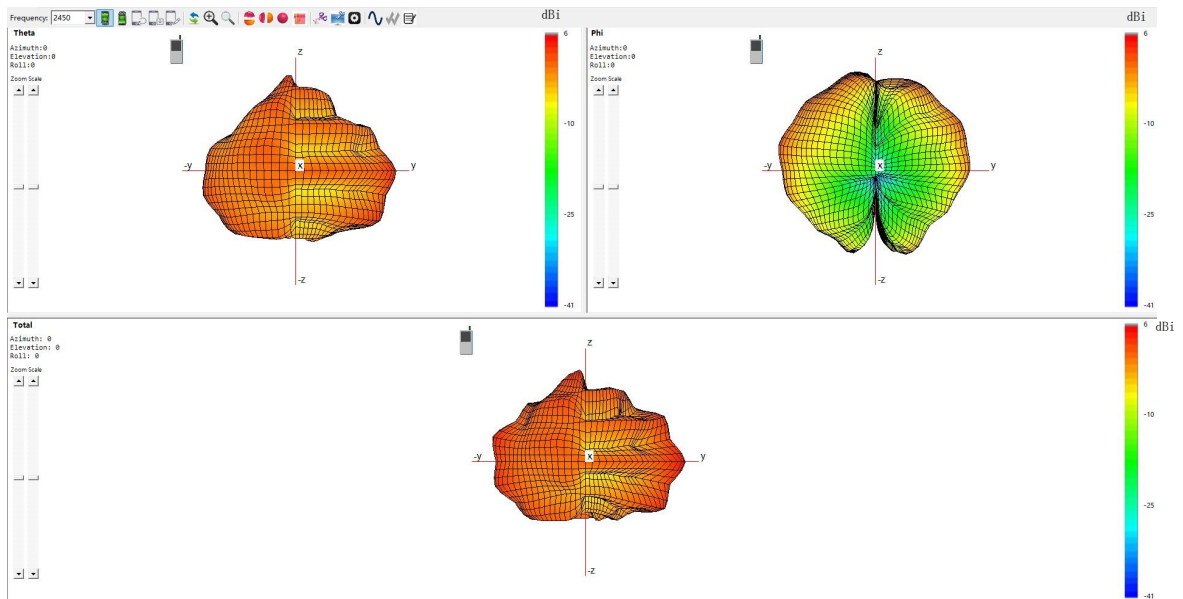 Frequency: 2450
dBi
dBi
Theta
Azimuth:0
Elevation:0
Roll:0
Zoom Scale
z
-y
x
y
-z
6
-10
-25
-41
Phi
Azimuth:0
Elevation:0
Roll:0
Zoom Scale
z
-y
x
y
-z
6
-10
-25
-41
Total
Azimuth: 0
Elevation: 0
Roll: 0
Zoom Scale
z
-y
x
y
-z
6 dBi
-10
-25
-41